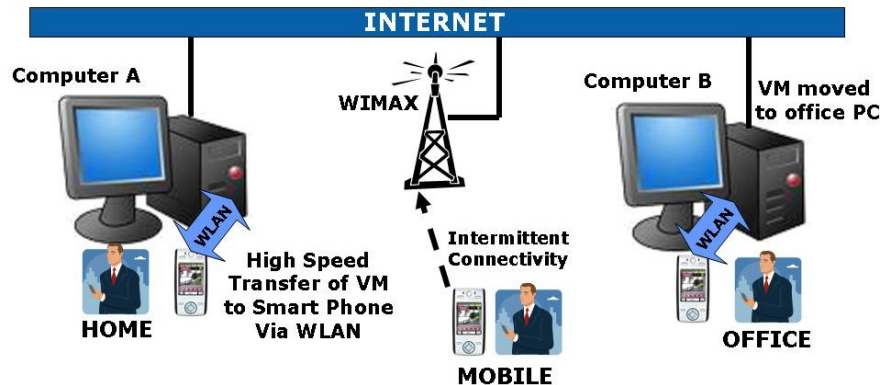 INTERNET
Computer A
WIMAX
Computer B
VM moved
to office PC
WLAN
High Speed
Transfer of VM
to Smart Phone
Via WLAN
HOME
Intermittent
Connectivity
MOBILE
WLAN
OFFICE